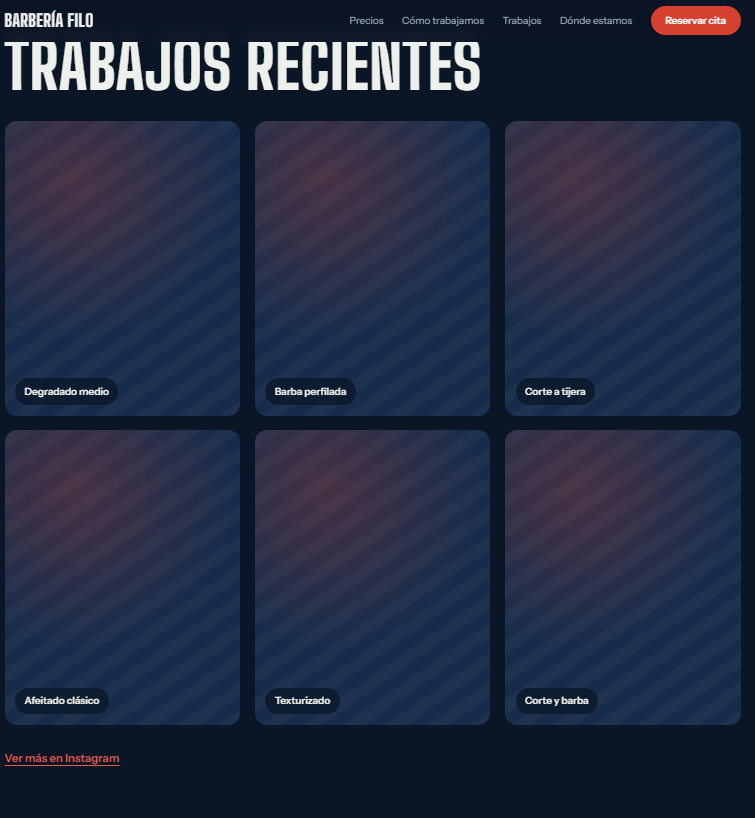 BARBERÍA FILO
Precios
Cómo trabajamos
Trabajos
Dónde estamos
Reservar cita
TRABAJOS RECIENTES
Degradado medio
Barba perfilada
Corte a tijera
Afeitado clásico
Texturizado
Corte y barba
Ver más en Instagram